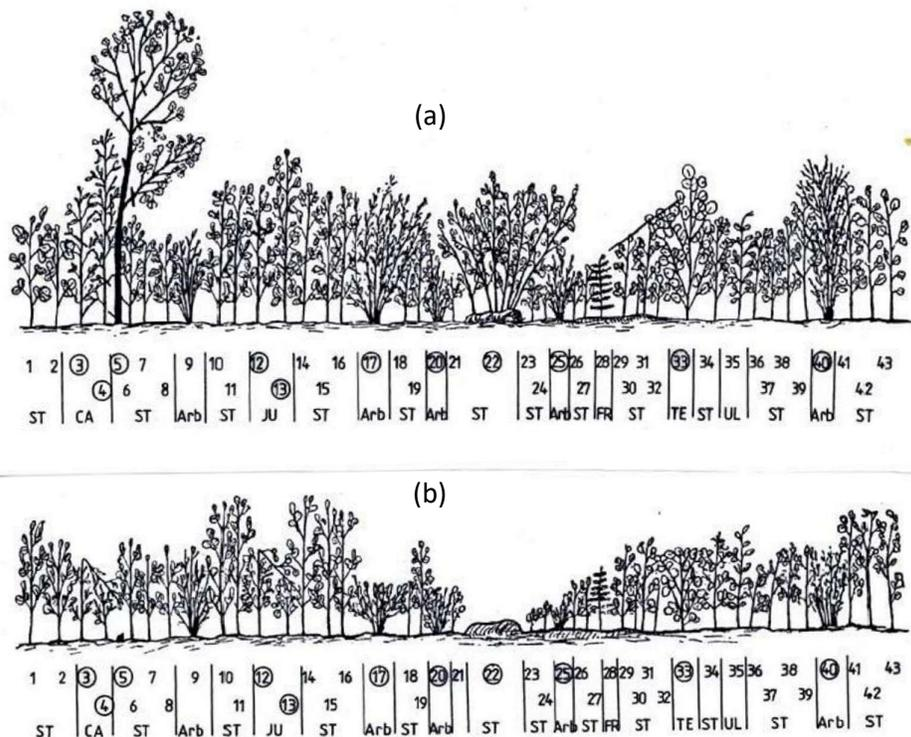 (a)
1 2 3 5 7 9 10 12 14 16 17 18 20 21 22 23 25 26 28 29 31 33 34 35 36 38 40 41 43
4 6 8 11 13 15 19 24 27 30 32 37 39 42
ST CA ST Arb ST JU ST Arb ST Arb ST ST Arb ST FR ST TE ST UL ST Arb ST
(b)
1 2 3 5 7 9 10 12 14 16 17 18 20 21 22 23 25 26 28 29 31 33 34 35 36 38 40 41 43
4 6 8 11 13 15 19 24 27 30 32 37 39 42
ST CA ST Arb ST JU ST Arb ST Arb ST ST Arb ST FR ST TE ST UL ST Arb ST